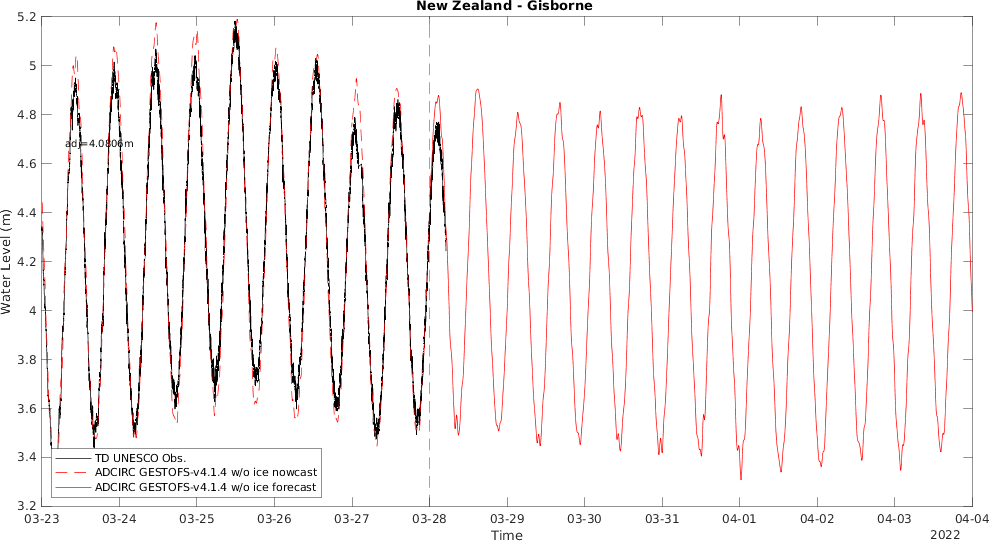 New Zealand - Gisborne
5.2
5
4.8
4.6
4.4
4.2
4
3.8
3.6
3.4
3.2
Water Level (m)
adj=4.0806m
TD UNESCO Obs.
ADCIRC GESTOFS-v4.1.4 w/o ice nowcast
ADCIRC GESTOFS-v4.1.4 w/o ice forecast
03-23 03-24 03-25 03-26 03-27 03-28 03-29 03-30 03-31 04-01 04-02 04-03 04-04
Time
2022